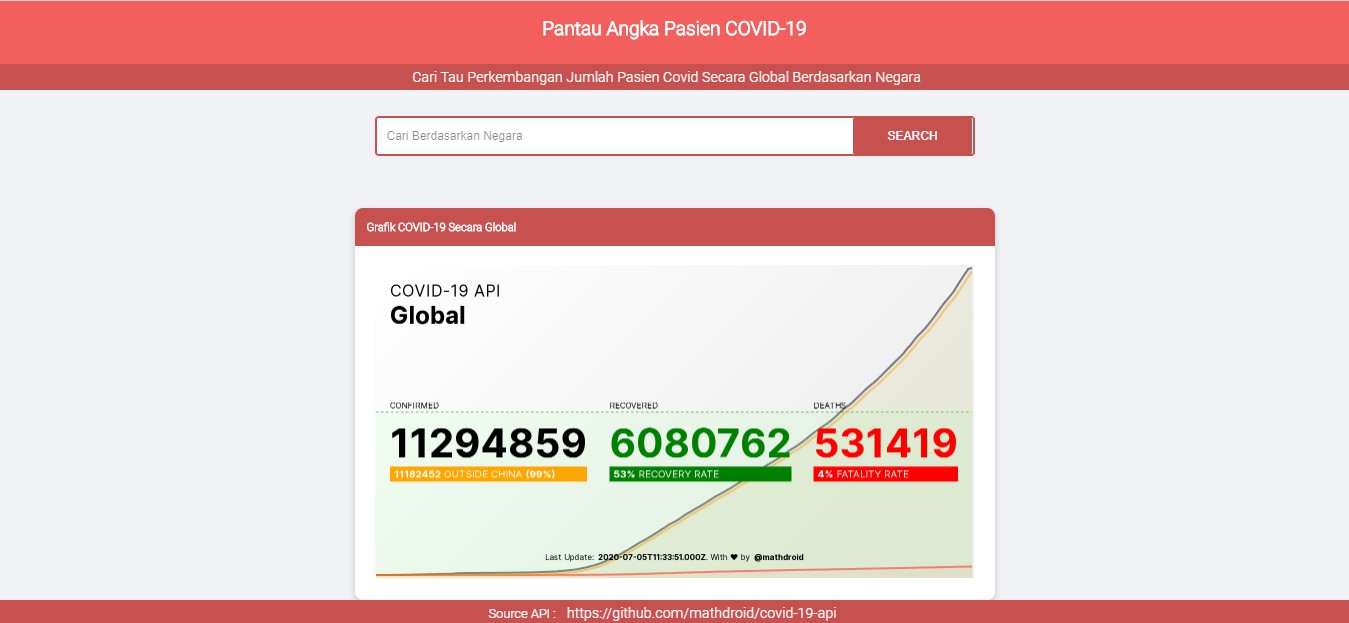 Pantau Angka Pasien COVID-19
Cari Tau Perkembangan Jumlah Pasien Covid Secara Global Berdasarkan Negara
Cari Berdasarkan Negara SEARCH
Grafik COVID-19 Secara Global
COVID-19 API
Global
CONFIRMED RECOVERED DEATHS
11294859 6080762 531419
11182452 OUTSIDE CHINA (99%) 53% RECOVERY RATE 4% FATALITY RATE
Last Update: 2020-07-05T11:33:51.000Z. With ❤ by @mathdroid
Source API : https://github.com/mathdroid/covid-19-api